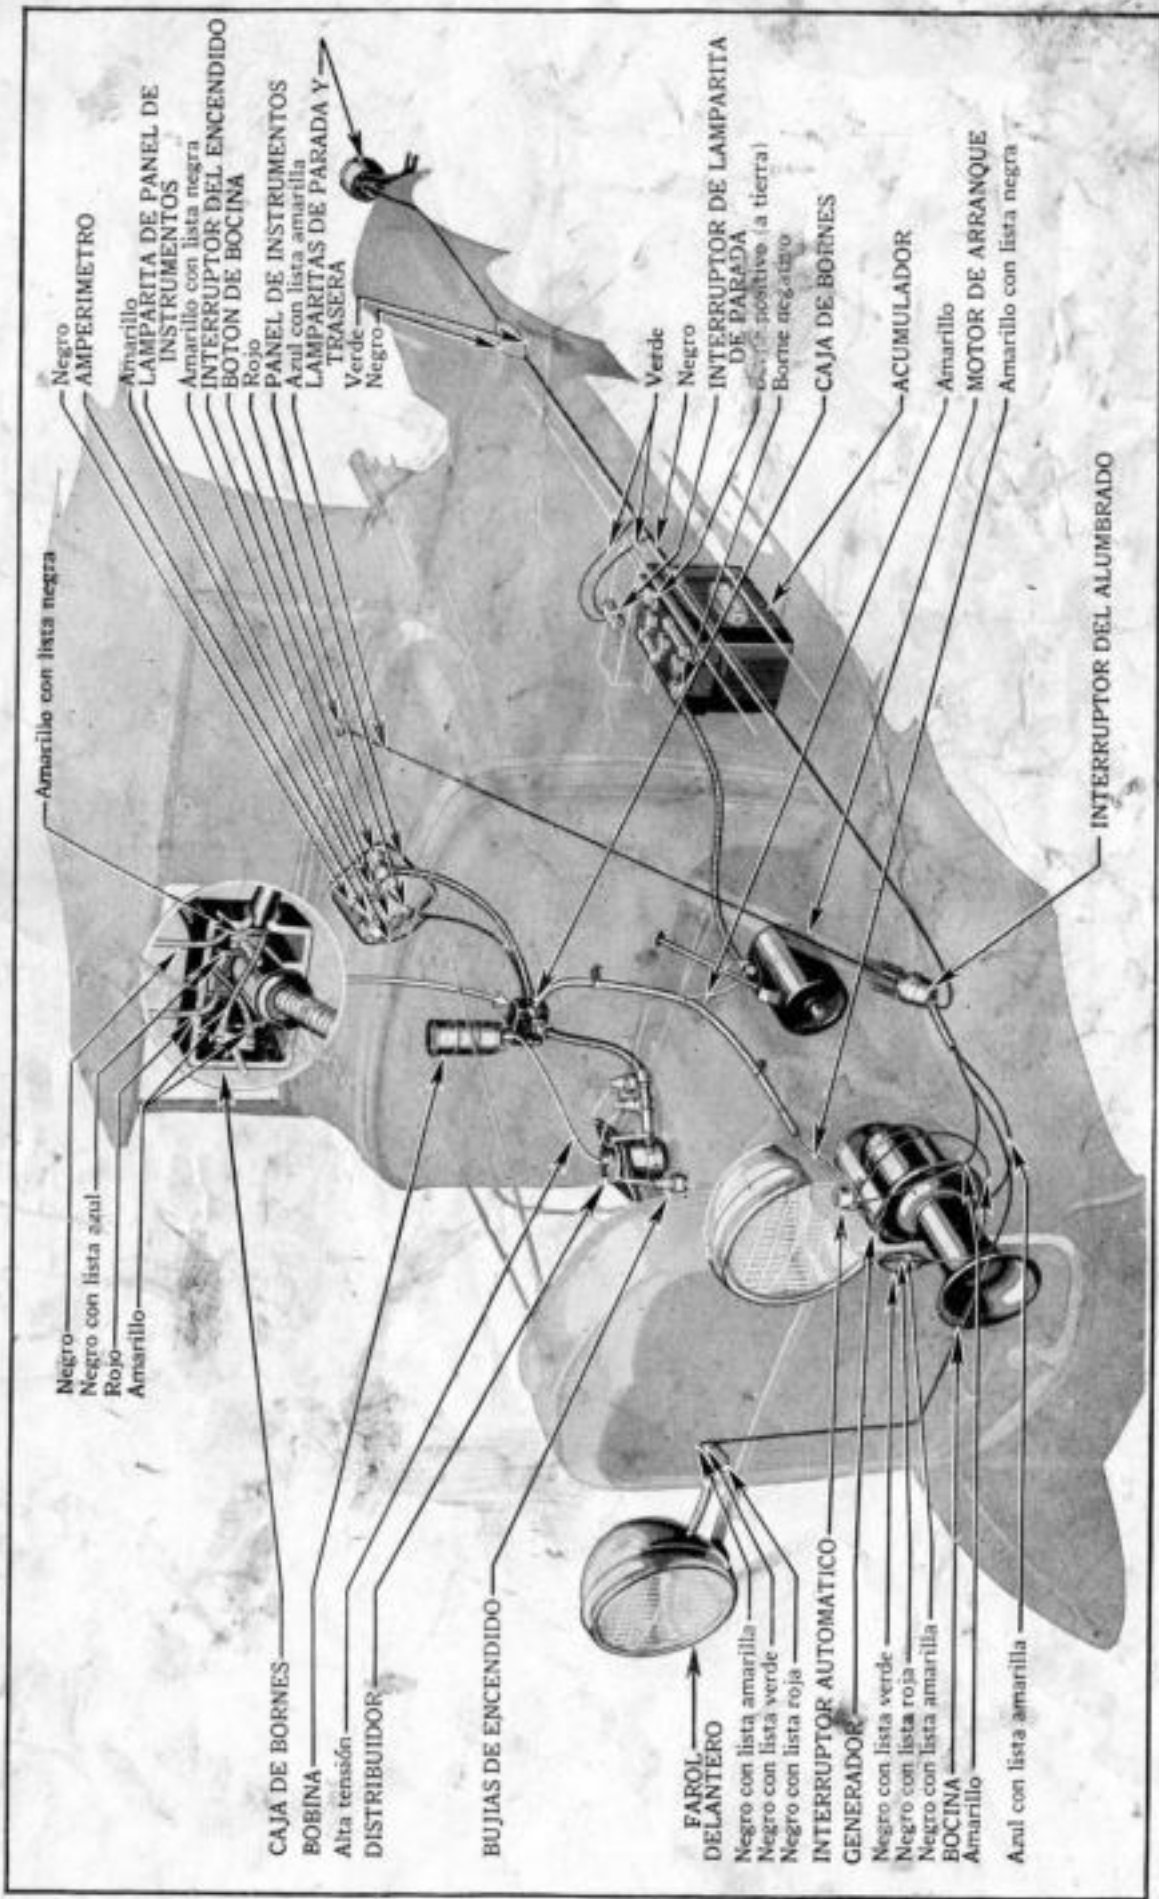 Amarillo con lista negra
Negro
AMPERIMETRO
Amarillo
LAMPARITA DE PANEL DE
INSTRUMENTOS
Amarillo con lista negra
INTERRUPTOR DEL ENCENDIDO
BOTON DE BOCINA
Rojo
PANEL DE INSTRUMENTOS
Azul con lista amarilla
LAMPARITAS DE PARADA Y
TRASERA
Verde
Negro
Verde
Negro
INTERRUPTOR DE LAMPARITA
DE PARADA
Borne positivo (a tierra)
Borne negativo
CAJA DE BORNES
ACUMULADOR
Amarillo
MOTOR DE ARRANQUE
Amarillo con lista negra
INTERRUPTOR DEL ALUMBRADO
Negro
Negro con lista azul
Rojo
Amarillo
CAJA DE BORNES
BOBINA
Alta tensión
DISTRIBUIDOR
BUJIAS DE ENCENDIDO
FAROL
DELANTERO
Negro con lista amarilla
Negro con lista verde
Negro con lista roja
INTERRUPTOR AUTOMATICO
GENERADOR
Negro con lista verde
Negro con lista roja
Negro con lista amarilla
BOCINA
Amarillo
Azul con lista amarilla